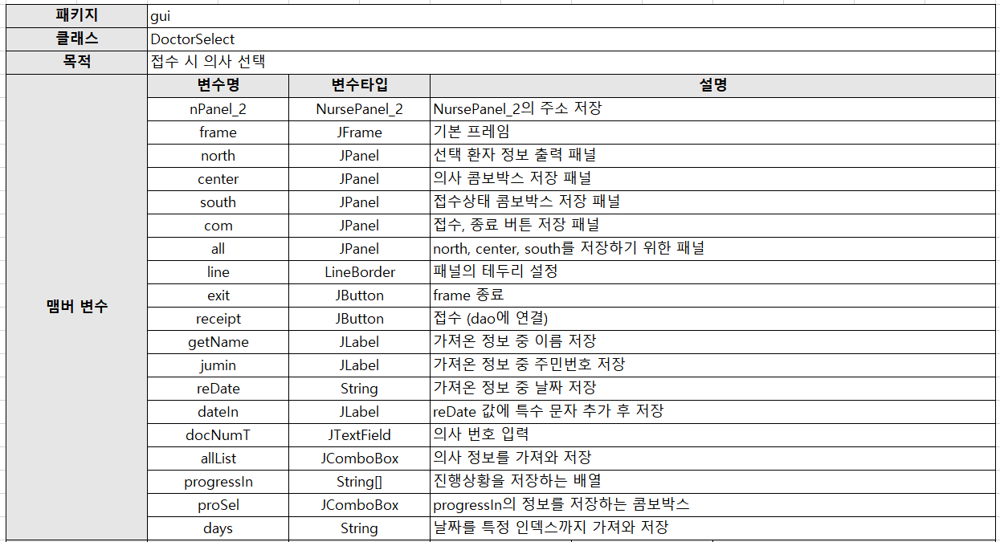 패키지 gui
클래스 DoctorSelect
목적 접수 시 의사 선택
변수명 변수타입 설명
nPanel_2 NursePanel_2 NursePanel_2의 주소 저장
frame JFrame 기본 프레임
north JPanel 선택 환자 정보 출력 패널
center JPanel 의사 콤보박스 저장 패널
south JPanel 접수상태 콤보박스 저장 패널
com JPanel 접수, 종료 버튼 저장 패널
all JPanel north, center, south를 저장하기 위한 패널
line LineBorder 패널의 테두리 설정
exit JButton frame 종료
맴버 변수
receipt JButton 접수 (dao에 연결)
getName JLabel 가져온 정보 중 이름 저장
jumin JLabel 가져온 정보 중 주민번호 저장
reDate String 가져온 정보 중 날짜 저장
dateIn JLabel reDate 값에 특수 문자 추가 후 저장
docNumT JTextField 의사 번호 입력
allList JComboBox 의사 정보를 가져와 저장
progressIn String[] 진행상황을 저장하는 배열
proSel JComboBox progressIn의 정보를 저장하는 콤보박스
days String 날짜를 특정 인덱스까지 가져와 저장